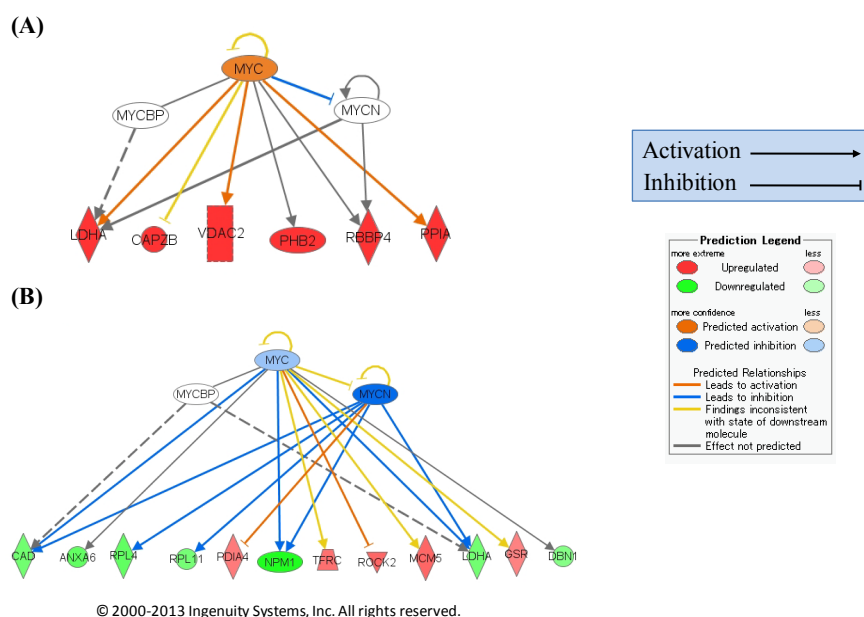 (A)
MYC
MYCBP
MYCN
LDHA
CAPZB
VDAC2
PHB2
RBBP4
PPIA
Activation
Inhibition
Prediction Legend
more extreme less
Upregulated
Downregulated
more confidence less
Predicted activation
Predicted inhibition
Predicted Relationships
Leads to activation
Leads to inhibition
Findings inconsistent
with state of downstream
molecule
Effect not predicted
(B)
MYC
MYCBP
MYCN
CAD
ANXA6
RPL4
RPL11
PDIA4
NPM1
TFRC
ROCK2
MCM5
LDHA
GSR
DBN1
© 2000-2013 Ingenuity Systems, Inc. All rights reserved.